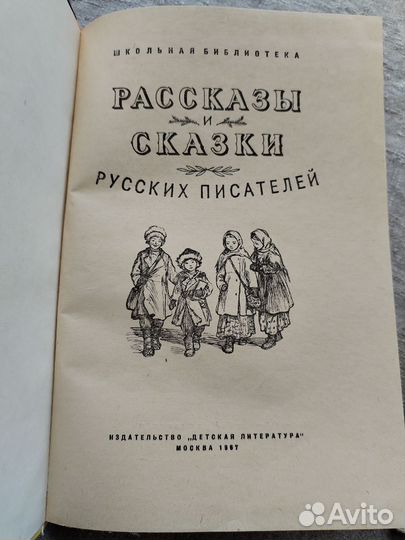 ШКОЛЬНАЯ БИБЛИОТЕКА
РАССКАЗЫ
И
СКАЗКИ
РУССКИХ ПИСАТЕЛЕЙ
ИЗДАТЕЛЬСТВО „ДЕТСКАЯ ЛИТЕРАТУРА"
МОСКВА 1967
Avito